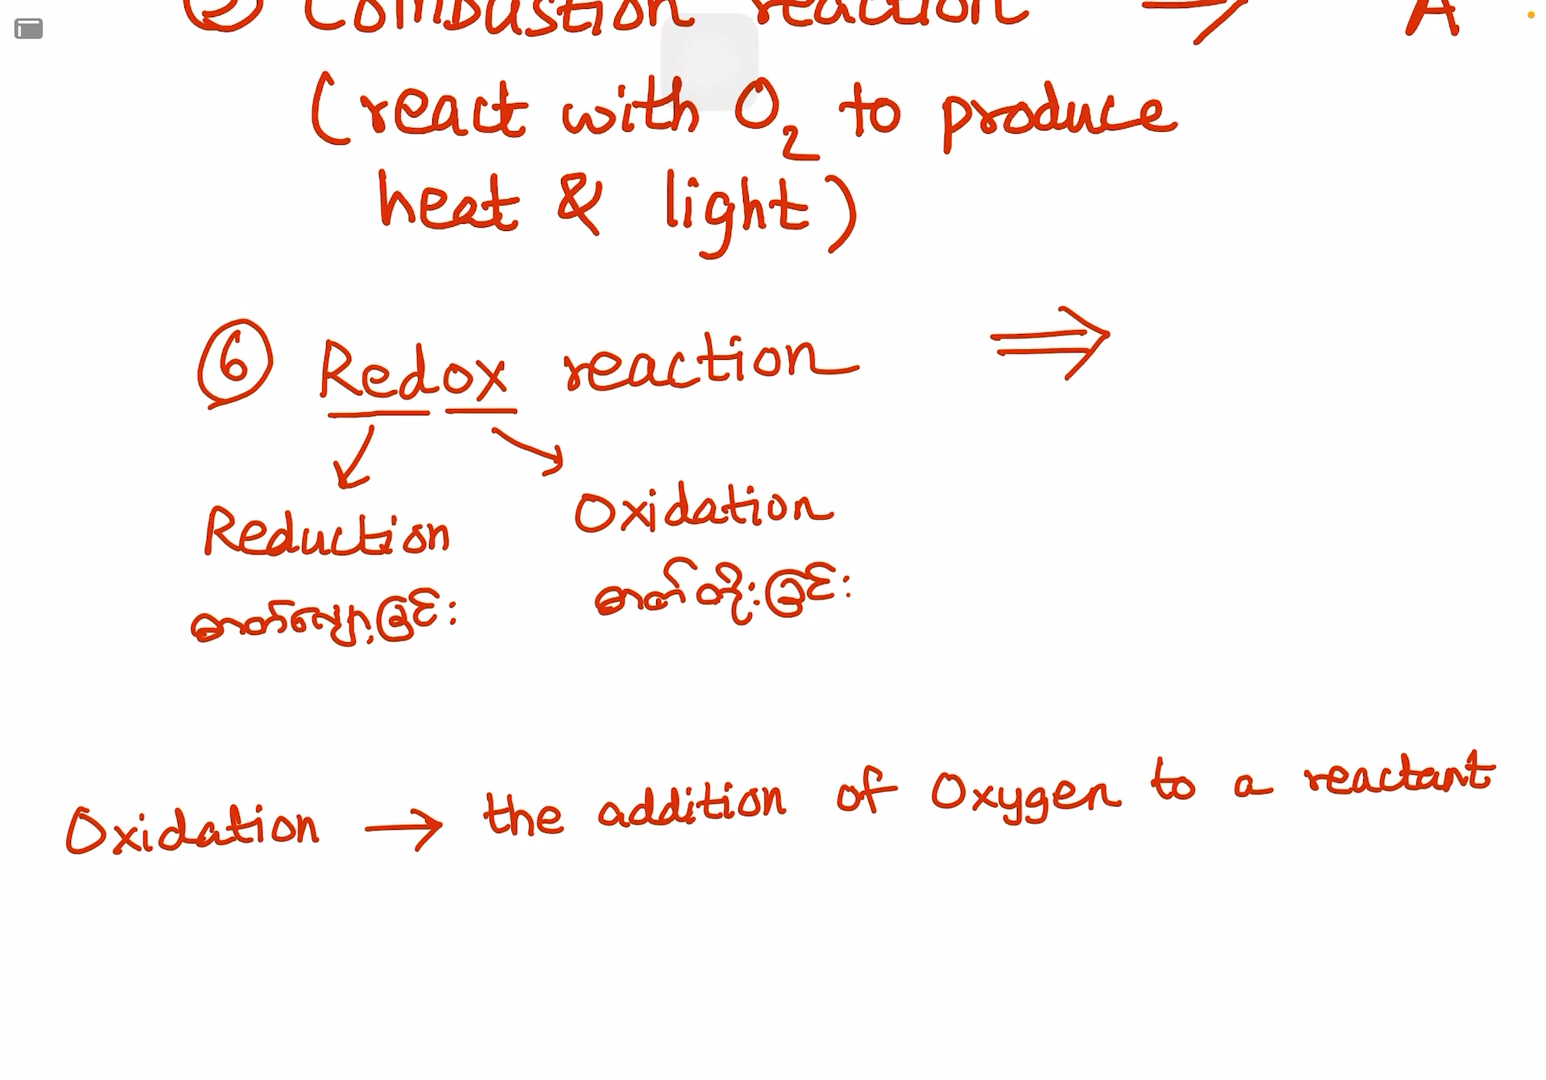 ⑤ Combustion reaction ⇒ A
(react with O₂ to produce
heat & light)
⑥ Redox reaction ⇒
Reduction Oxidation
ဓာတ်လျော့ခြင်း ဓာတ်တိုးခြင်း
Oxidation → the addition of Oxygen to a reactant